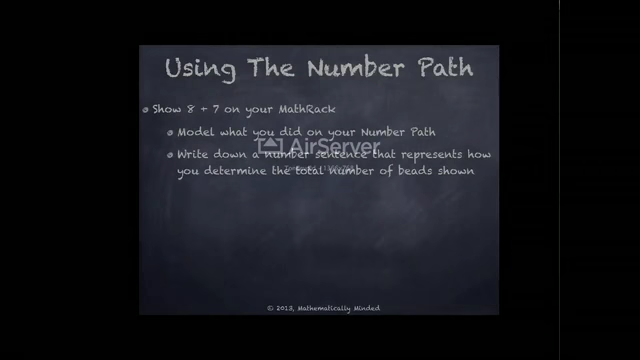 Using The Number Path
Show 8 + 7 on your MathRack
Model what you did on your Number Path
AirServer
Write down a number sentence that represents how
you determine the total number of beads shown
© 2013, Mathematically Minded